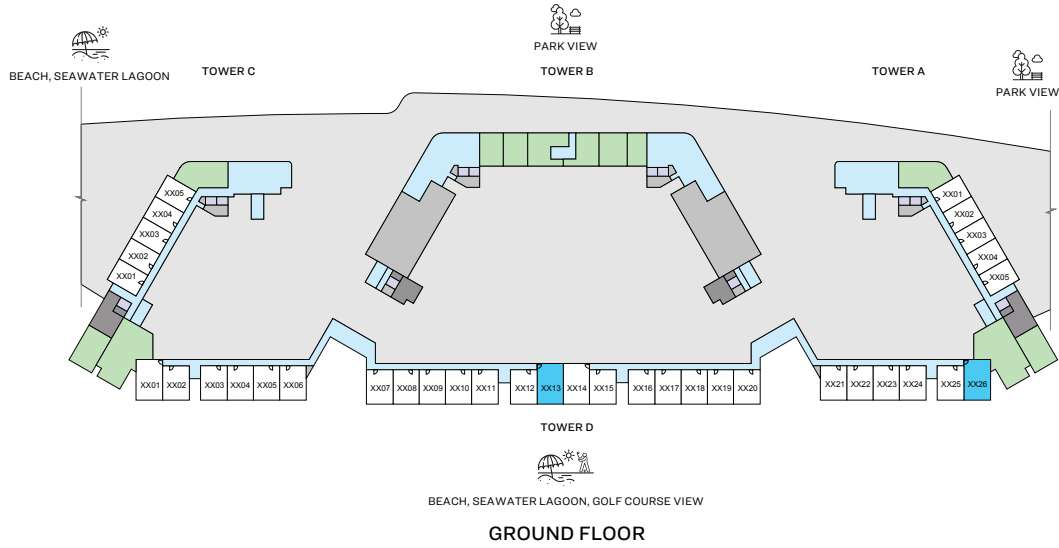 PARK VIEW
BEACH, SEAWATER LAGOON
TOWER C
TOWER B
TOWER A
PARK VIEW
XX05
XX04
XX03
XX02
XX01
XX01
XX02
XX03
XX04
XX05
XX01
XX02
XX03
XX04
XX05
XX06
XX07
XX08
XX09
XX10
XX11
XX12
XX13
XX14
XX15
XX16
XX17
XX18
XX19
XX20
XX21
XX22
XX23
XX24
XX25
XX26
TOWER D
BEACH, SEAWATER LAGOON, GOLF COURSE VIEW
GROUND FLOOR